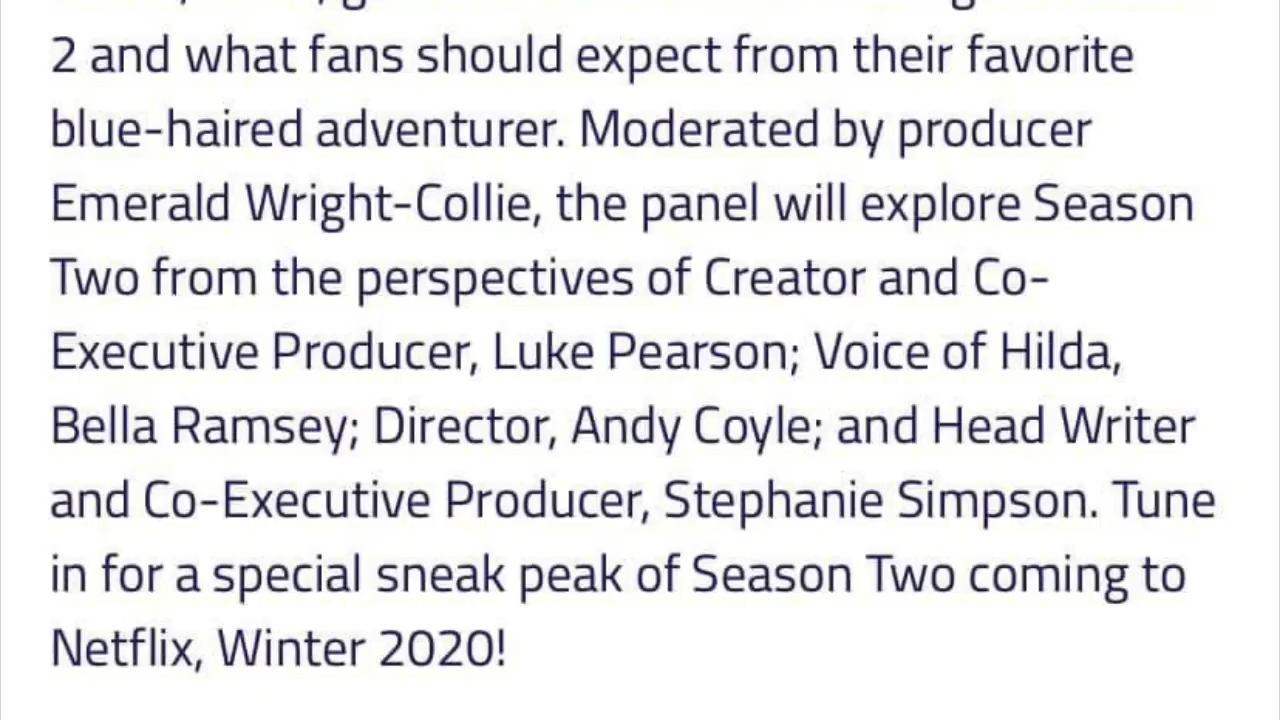 2 and what fans should expect from their favorite
blue-haired adventurer. Moderated by producer
Emerald Wright-Collie, the panel will explore Season
Two from the perspectives of Creator and Co-
Executive Producer, Luke Pearson; Voice of Hilda,
Bella Ramsey; Director, Andy Coyle; and Head Writer
and Co-Executive Producer, Stephanie Simpson. Tune
in for a special sneak peak of Season Two coming to
Netflix, Winter 2020!